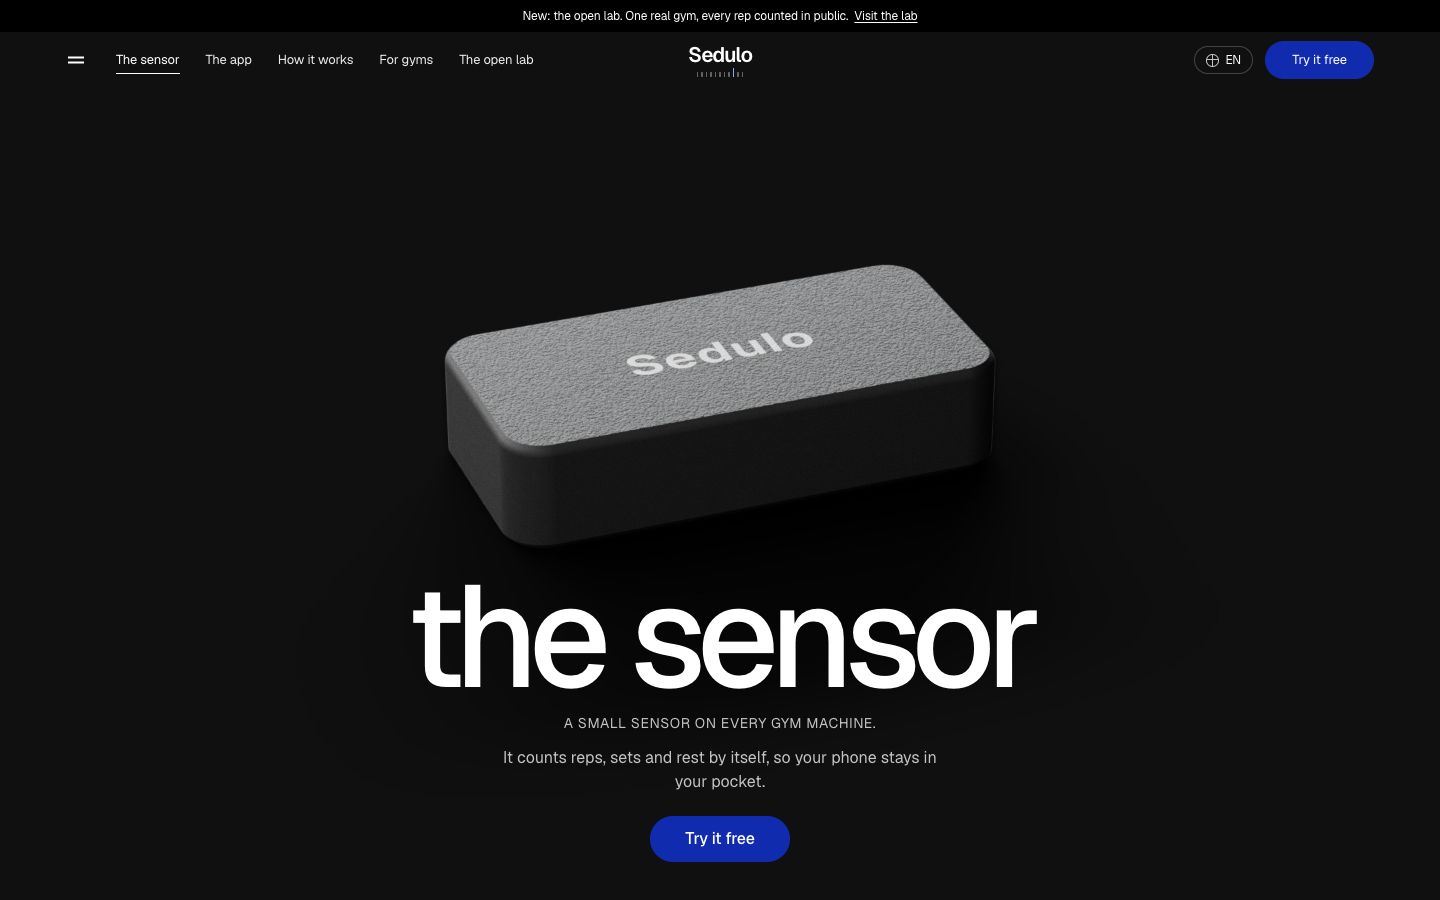 New: the open lab. One real gym, every rep counted in public. Visit the lab
The sensor
The app
How it works
For gyms
The open lab
Sedulo
EN
Try it free
Sedulo
the sensor
A SMALL SENSOR ON EVERY GYM MACHINE.
It counts reps, sets and rest by itself, so your phone stays in
your pocket.
Try it free